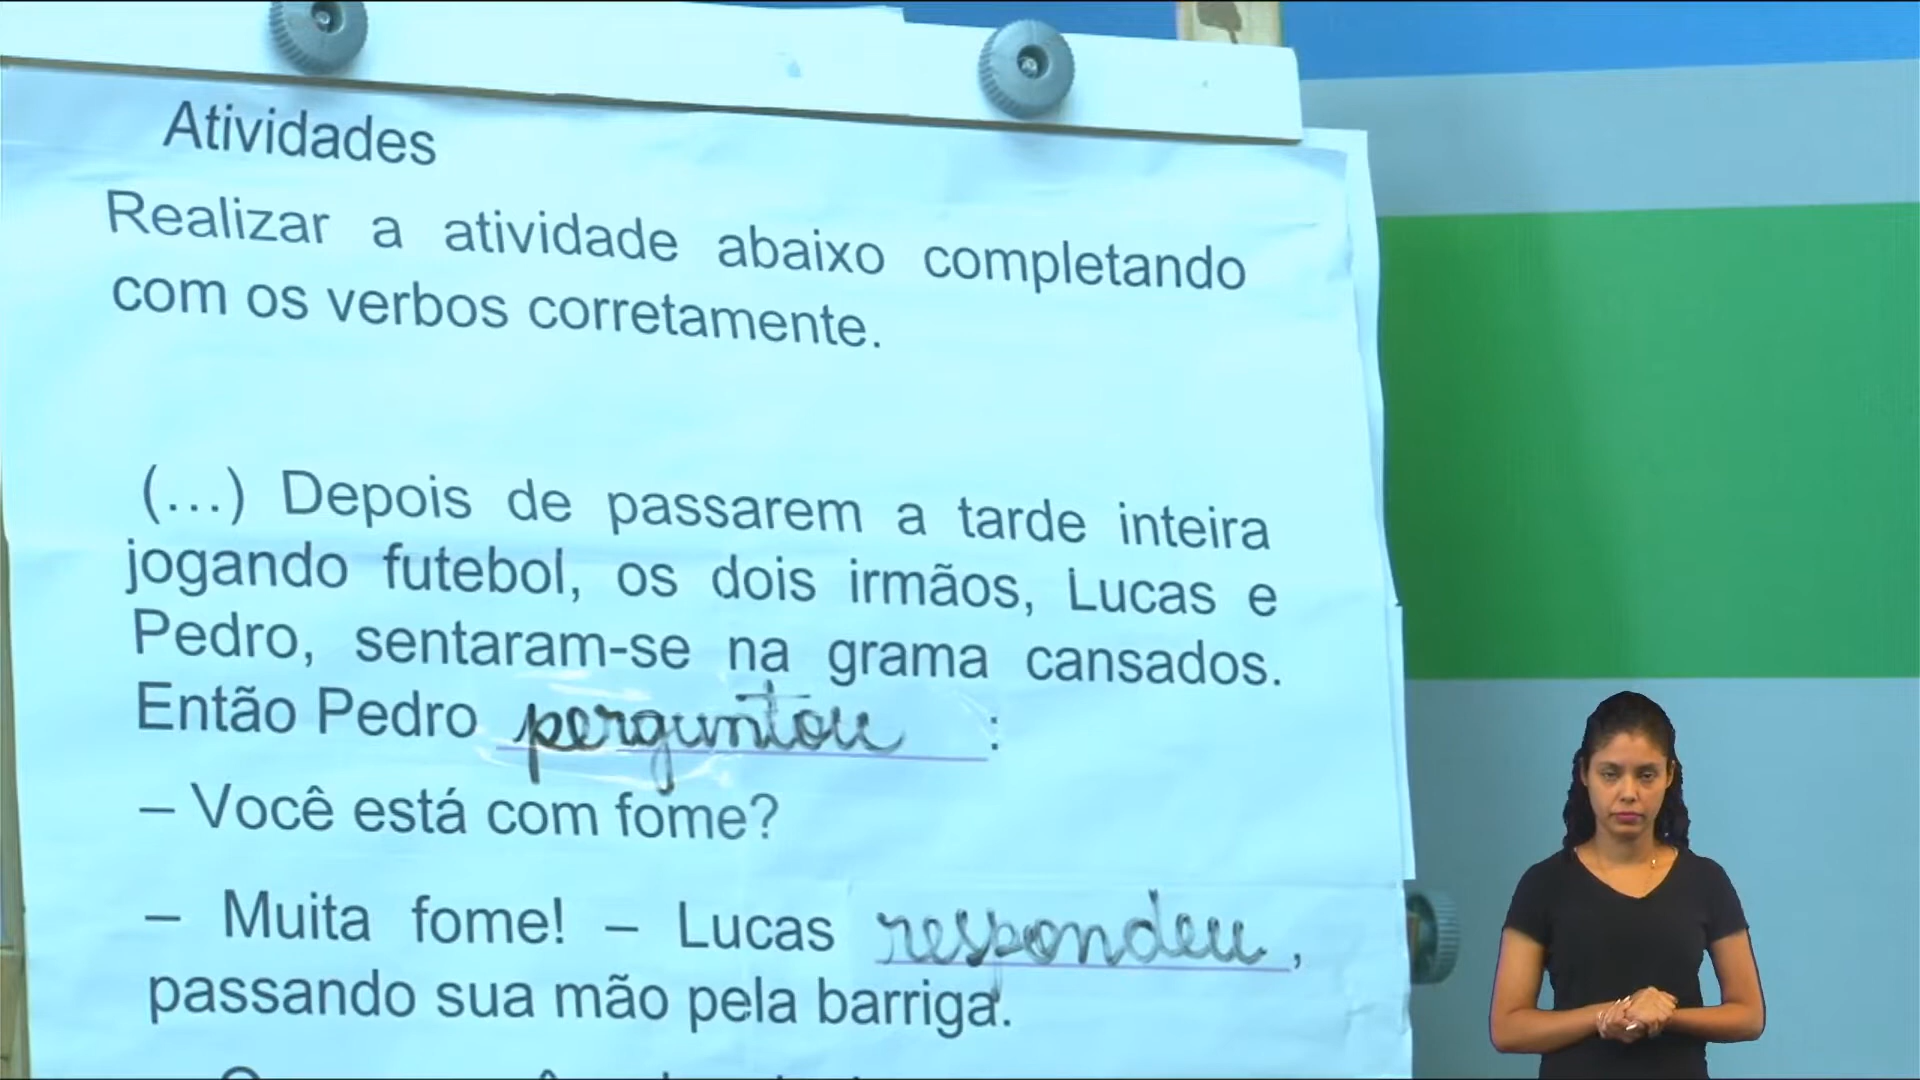 Atividades
Realizar a atividade abaixo completando
com os verbos corretamente.
(...) Depois de passarem a tarde inteira
jogando futebol, os dois irmãos, Lucas e
Pedro, sentaram-se na grama cansados.
Então Pedro perguntou :
– Você está com fome?
– Muita fome! – Lucas respondeu ,
passando sua mão pela barriga.